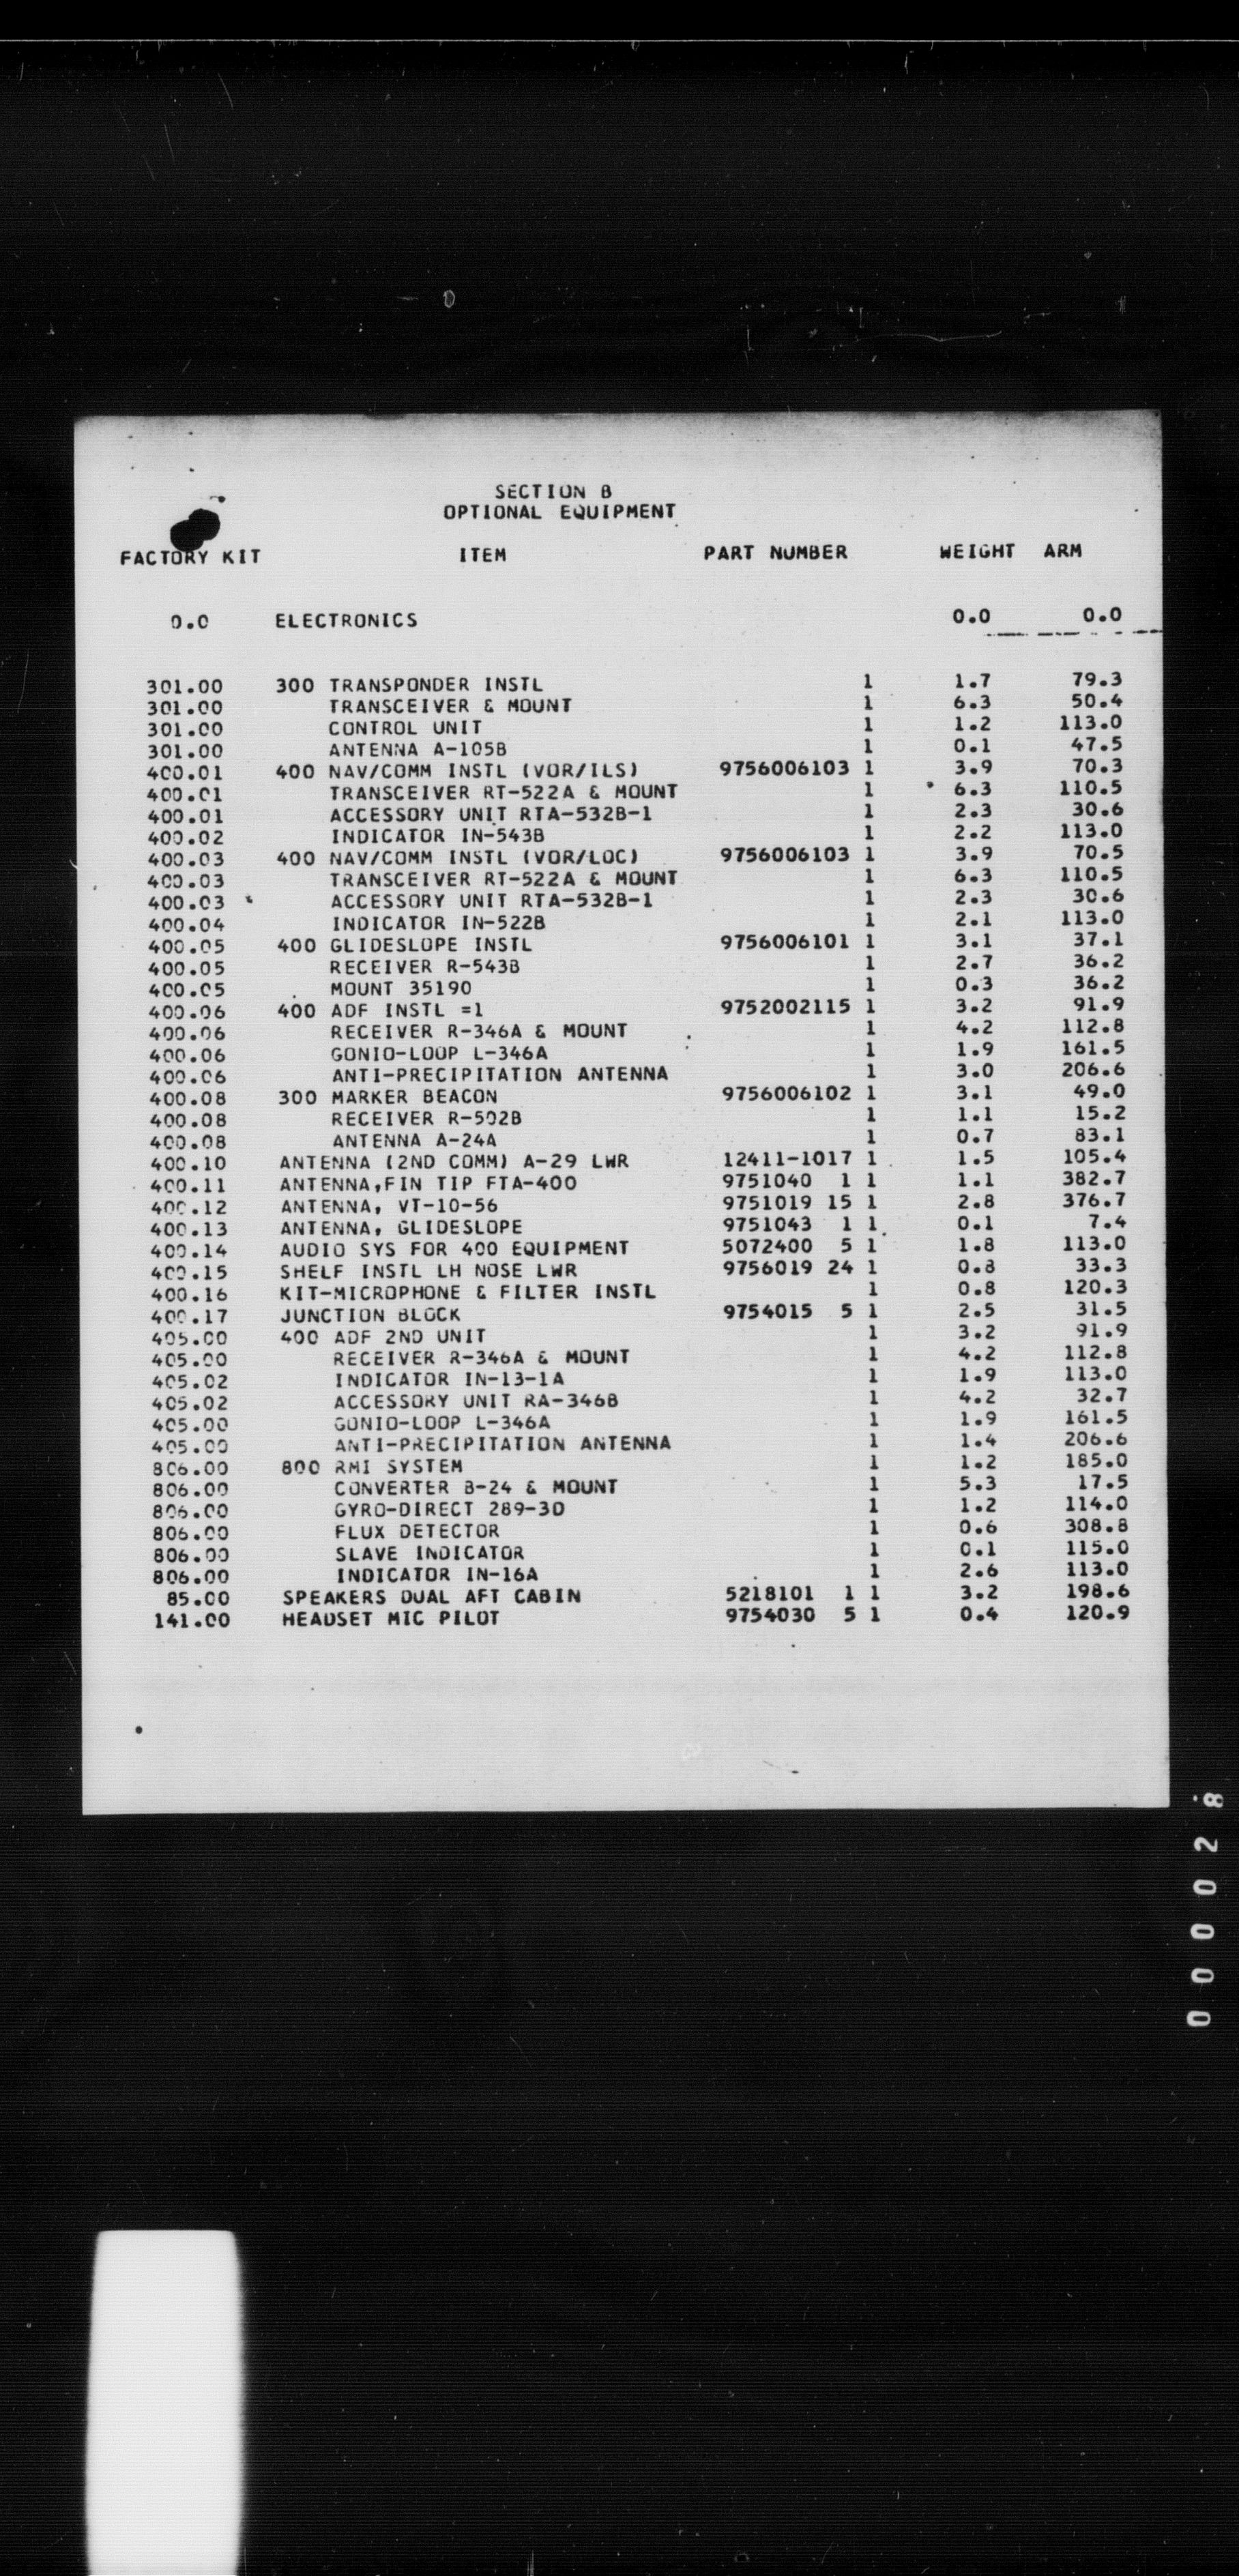 SECTION B
OPTIONAL EQUIPMENT
FACTORY KIT ITEM PART NUMBER WEIGHT ARM
0.0 ELECTRONICS 0.0 0.0
301.00 300 TRANSPONDER INSTL 1 1.7 79.3
301.00 TRANSCEIVER & MOUNT 1 6.3 50.4
301.00 CONTROL UNIT 1 1.2 113.0
301.00 ANTENNA A-105B 1 0.1 47.5
400.01 400 NAV/COMM INSTL (VOR/ILS) 9756006103 1 3.9 70.3
400.01 TRANSCEIVER RT-522A & MOUNT 1 6.3 110.5
400.01 ACCESSORY UNIT RTA-532B-1 1 2.3 30.6
400.02 INDICATOR IN-543B 1 2.2 113.0
400.03 400 NAV/COMM INSTL (VOR/LOC) 9756006103 1 3.9 70.5
400.03 TRANSCEIVER RT-522A & MOUNT 1 6.3 110.5
400.03 ACCESSORY UNIT RTA-532B-1 1 2.3 30.6
400.04 INDICATOR IN-522B 1 2.1 113.0
400.05 400 GLIDESLOPE INSTL 9756006101 1 3.1 37.1
400.05 RECEIVER R-543B 1 2.7 36.2
400.05 MOUNT 35190 1 0.3 36.2
400.06 400 ADF INSTL =1 9752002115 1 3.2 91.9
400.06 RECEIVER R-346A & MOUNT 1 4.2 112.8
400.06 GONIO-LOOP L-346A 1 1.9 161.5
400.06 ANTI-PRECIPITATION ANTENNA 1 3.0 206.6
400.08 300 MARKER BEACON 9756006102 1 3.1 49.0
400.08 RECEIVER R-502B 1 1.1 15.2
400.08 ANTENNA A-24A 1 0.7 83.1
400.10 ANTENNA (2ND COMM) A-29 LWR 12411-1017 1 1.5 105.4
400.11 ANTENNA,FIN TIP FTA-400 9751040 1 1 1.1 382.7
400.12 ANTENNA, VT-10-56 9751019 15 1 2.8 376.7
400.13 ANTENNA, GLIDESLOPE 9751043 1 1 0.1 7.4
400.14 AUDIO SYS FOR 400 EQUIPMENT 5072400 5 1 1.8 113.0
400.15 SHELF INSTL LH NOSE LWR 9756019 24 1 0.8 33.3
400.16 KIT-MICROPHONE & FILTER INSTL 1 0.8 120.3
400.17 JUNCTION BLOCK 9754015 5 1 2.5 31.5
405.00 400 ADF 2ND UNIT 1 3.2 91.9
405.00 RECEIVER R-346A & MOUNT 1 4.2 112.8
405.02 INDICATOR IN-13-1A 1 1.9 113.0
405.02 ACCESSORY UNIT RA-346B 1 4.2 32.7
405.00 GONIO-LOOP L-346A 1 1.9 161.5
405.00 ANTI-PRECIPITATION ANTENNA 1 1.4 206.6
806.00 800 RMI SYSTEM 1 1.2 185.0
806.00 CONVERTER B-24 & MOUNT 1 5.3 17.5
806.00 GYRO-DIRECT 289-3D 1 1.2 114.0
806.00 FLUX DETECTOR 1 0.6 308.8
806.00 SLAVE INDICATOR 1 0.1 115.0
806.00 INDICATOR IN-16A 1 2.6 113.0
85.00 SPEAKERS DUAL AFT CABIN 5218101 1 1 3.2 198.6
141.00 HEADSET MIC PILOT 9754030 5 1 0.4 120.9
000028